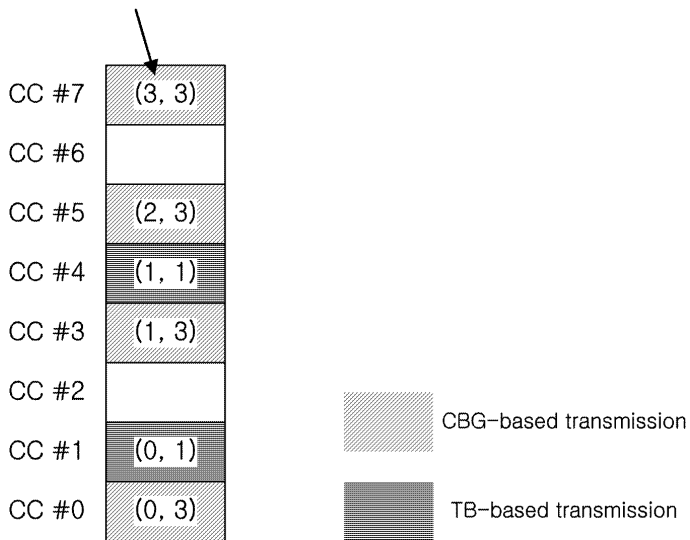 CC #7 (3, 3)
CC #6
CC #5 (2, 3)
CC #4 (1, 1)
CC #3 (1, 3)
CC #2
CBG-based transmission
CC #1 (0, 1)
CC #0 (0, 3)
TB-based transmission